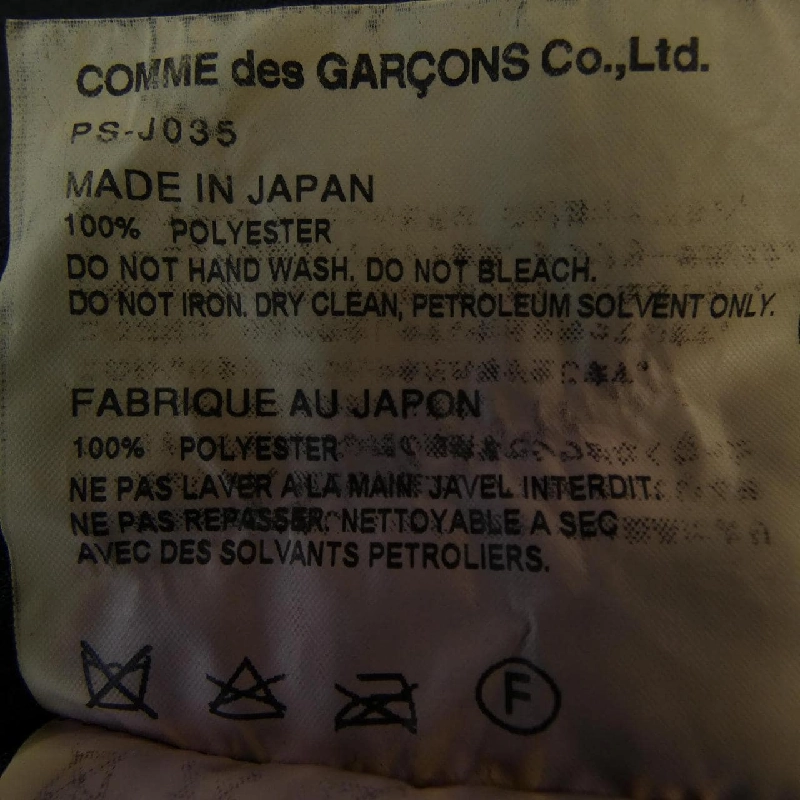 COMME des GARÇONS Co.,Ltd.
PS-J035
MADE IN JAPAN
100% POLYESTER
DO NOT HAND WASH. DO NOT BLEACH.
DO NOT IRON. DRY CLEAN, PETROLEUM SOLVENT ONLY.
FABRIQUE AU JAPON
100% POLYESTER
NE PAS LAVER A LA MAIN. JAVEL INTERDIT.
NE PAS REPASSER. NETTOYABLE A SEC
AVEC DES SOLVANTS PETROLIERS.
F